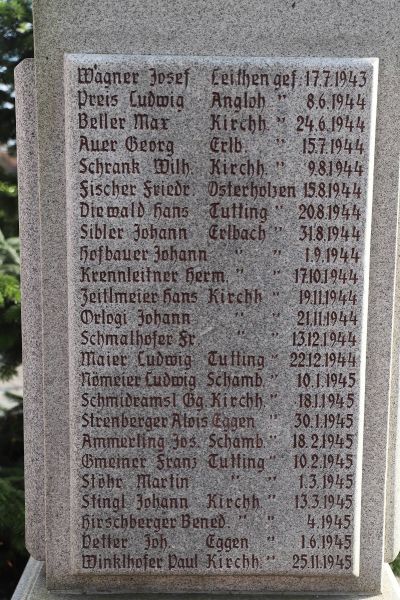 Wagner Josef Leithen gef. 17.7.1943
Preis Ludwig Angloh. " 8.6.1944
Beller Max Kirchh. " 24.6.1944
Auer Georg Erlb. " 15.7.1944
Schrank Wilh. Kirchh. " 9.8.1944
Fischer Friedr. Osterholzen 15.8.1944
Diewald Hans Tutting " 20.8.1944
Sibler Johann Erlbach " 31.8.1944
Hofbauer Johann " " 1.9.1944
Krennleitner Herm. " " 17.10.1944
Zeitlmeier Hans Kirchh " 19.11.1944
Orlogi Johann " " 21.11.1944
Schmalhofer Fr. " " 13.12.1944
Maier Ludwig Tutting " 22.12.1944
Nömeier Ludwig Schamb. " 10.1.1945
Schmidramsl Gg. Kirchh. " 18.1.1945
Strenberger Alois Eggen " 30.1.1945
Ammerling Jos. Schamb. " 18.2.1945
Gmeiner Franz Tutting " 10.2.1945
Stöhr Martin " " 1.3.1945
Stingl Johann Kirchh. " 13.3.1945
Hirschberger Bened. " " 4.1945
Vetter Joh. Eggen " 1.6.1945
Winklhofer Paul Kirchh. " 25.11.1945